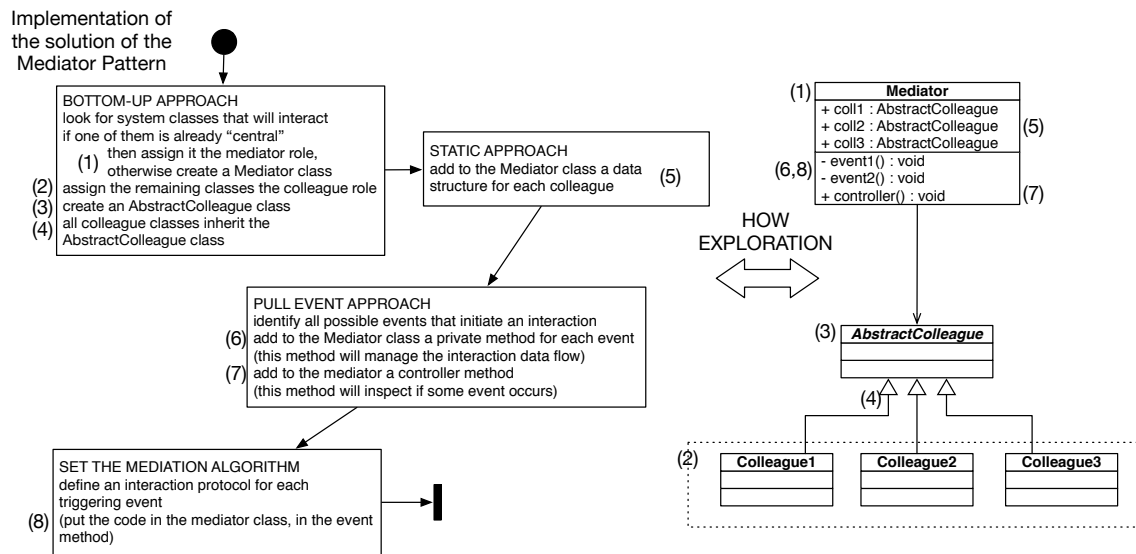 Implementation of
the solution of the
Mediator Pattern
BOTTOM-UP APPROACH
look for system classes that will interact
if one of them is already “central”
(1) then assign it the mediator role,
otherwise create a Mediator class
(2) assign the remaining classes the colleague role
(3) create an AbstractColleague class
(4) all colleague classes inherit the
AbstractColleague class
STATIC APPROACH
add to the Mediator class a data
structure for each colleague (5)
PULL EVENT APPROACH
identify all possible events that initiate an interaction
(6) add to the Mediator class a private method for each event
(this method will manage the interaction data flow)
(7) add to the mediator a controller method
(this method will inspect if some event occurs)
SET THE MEDIATION ALGORITHM
define an interaction protocol for each
triggering event
(8) (put the code in the mediator class, in the event
method)
HOW
EXPLORATION
(1) Mediator
+ coll1 : AbstractColleague
+ coll2 : AbstractColleague (5)
+ coll3 : AbstractColleague
(6,8) - event1() : void
- event2() : void
+ controller() : void (7)
(3) AbstractColleague
(4)
(2) Colleague1 Colleague2 Colleague3